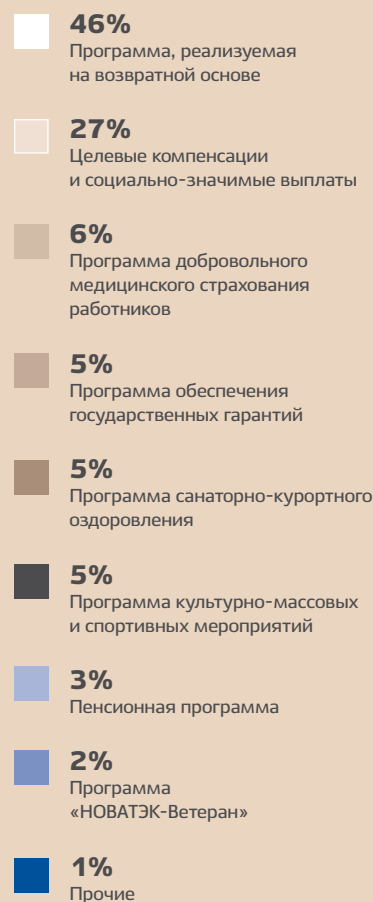 46%
Программа, реализуемая
на возвратной основе
27%
Целевые компенсации
и социально-значимые выплаты
6%
Программа добровольного
медицинского страхования
работников
5%
Программа обеспечения
государственных гарантий
5%
Программа санаторно-курортного
оздоровления
5%
Программа культурно-массовых
и спортивных мероприятий
3%
Пенсионная программа
2%
Программа
«НОВАТЭК-Ветеран»
1%
Прочие